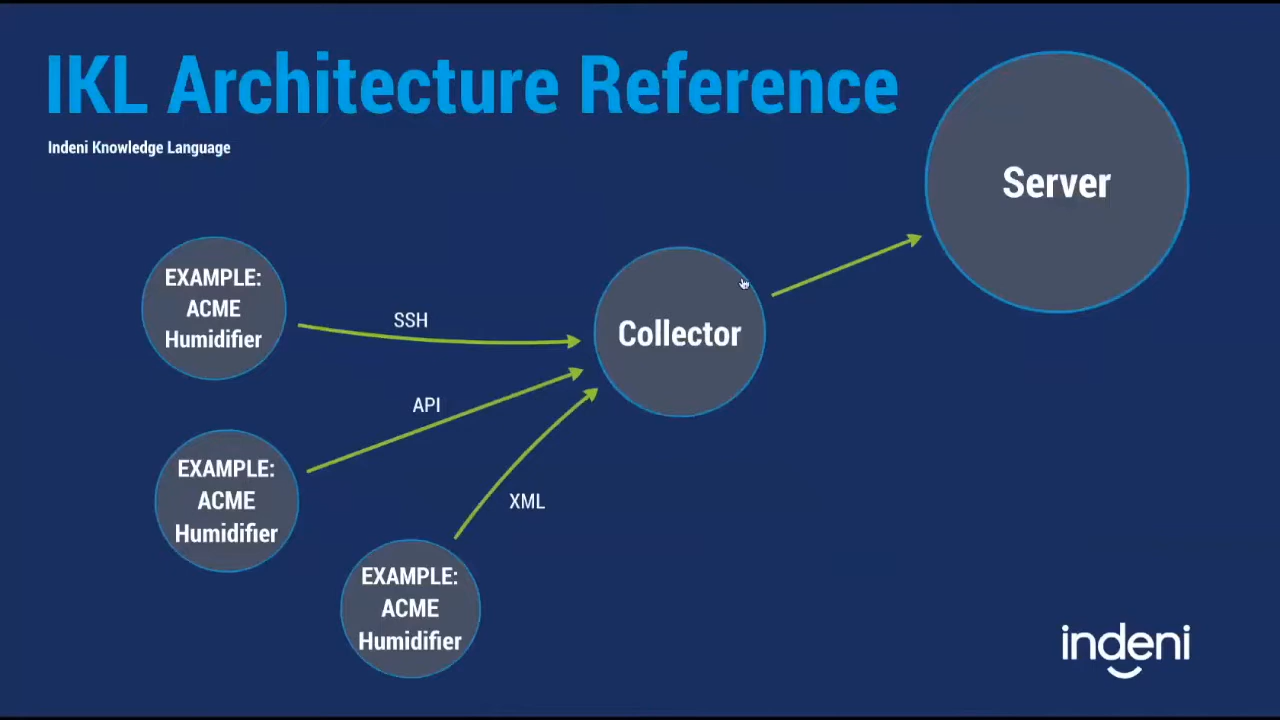 IKL Architecture Reference
Indeni Knowledge Language
Server
EXAMPLE:
ACME
Humidifier
SSH
Collector
API
EXAMPLE:
ACME
Humidifier
XML
EXAMPLE:
ACME
Humidifier
indeni